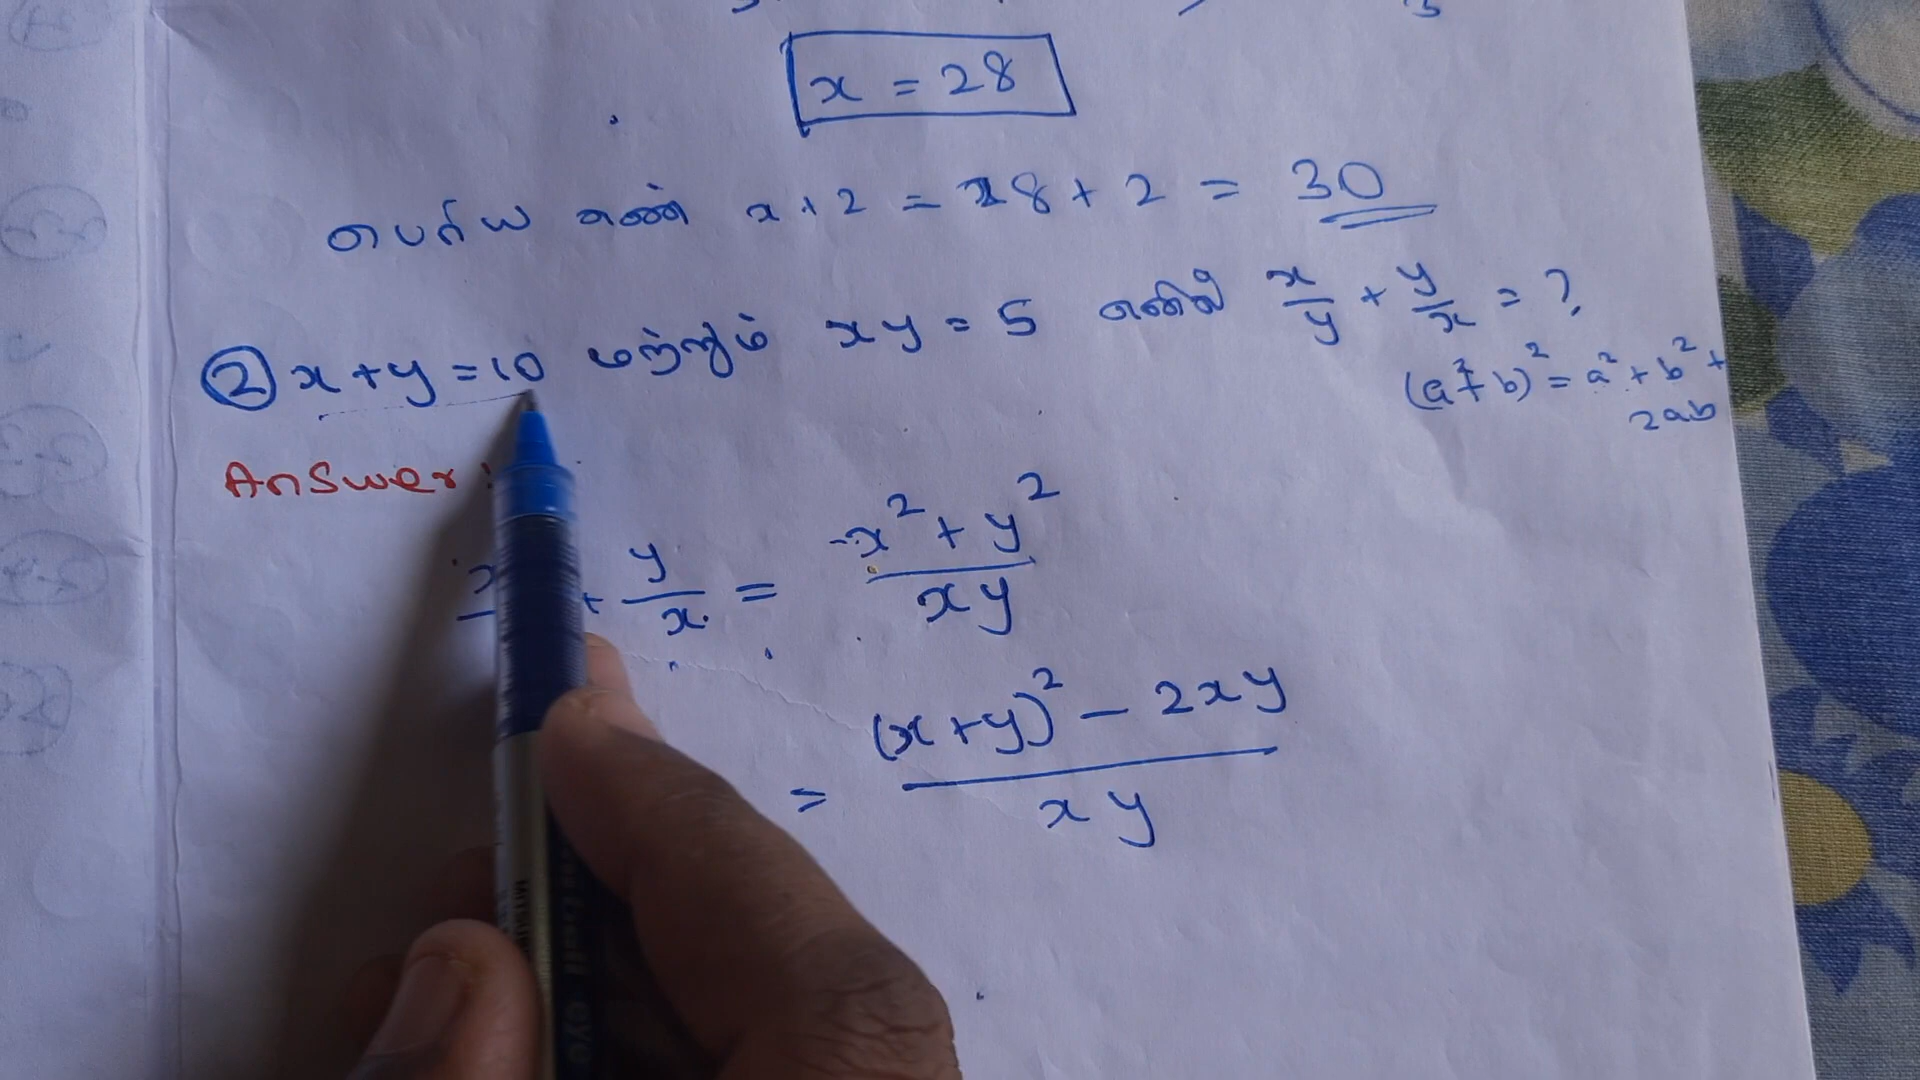 x = 28
பெரிய எண் x + 2 = 28 + 2 = 30
② x + y = 10 மற்றும் xy = 5 எனில் x/y + y/x = ?
(a + b)² = a² + b² +
2ab
Answer:
+ y/x = x² + y² / xy
= (x + y)² - 2xy / xy